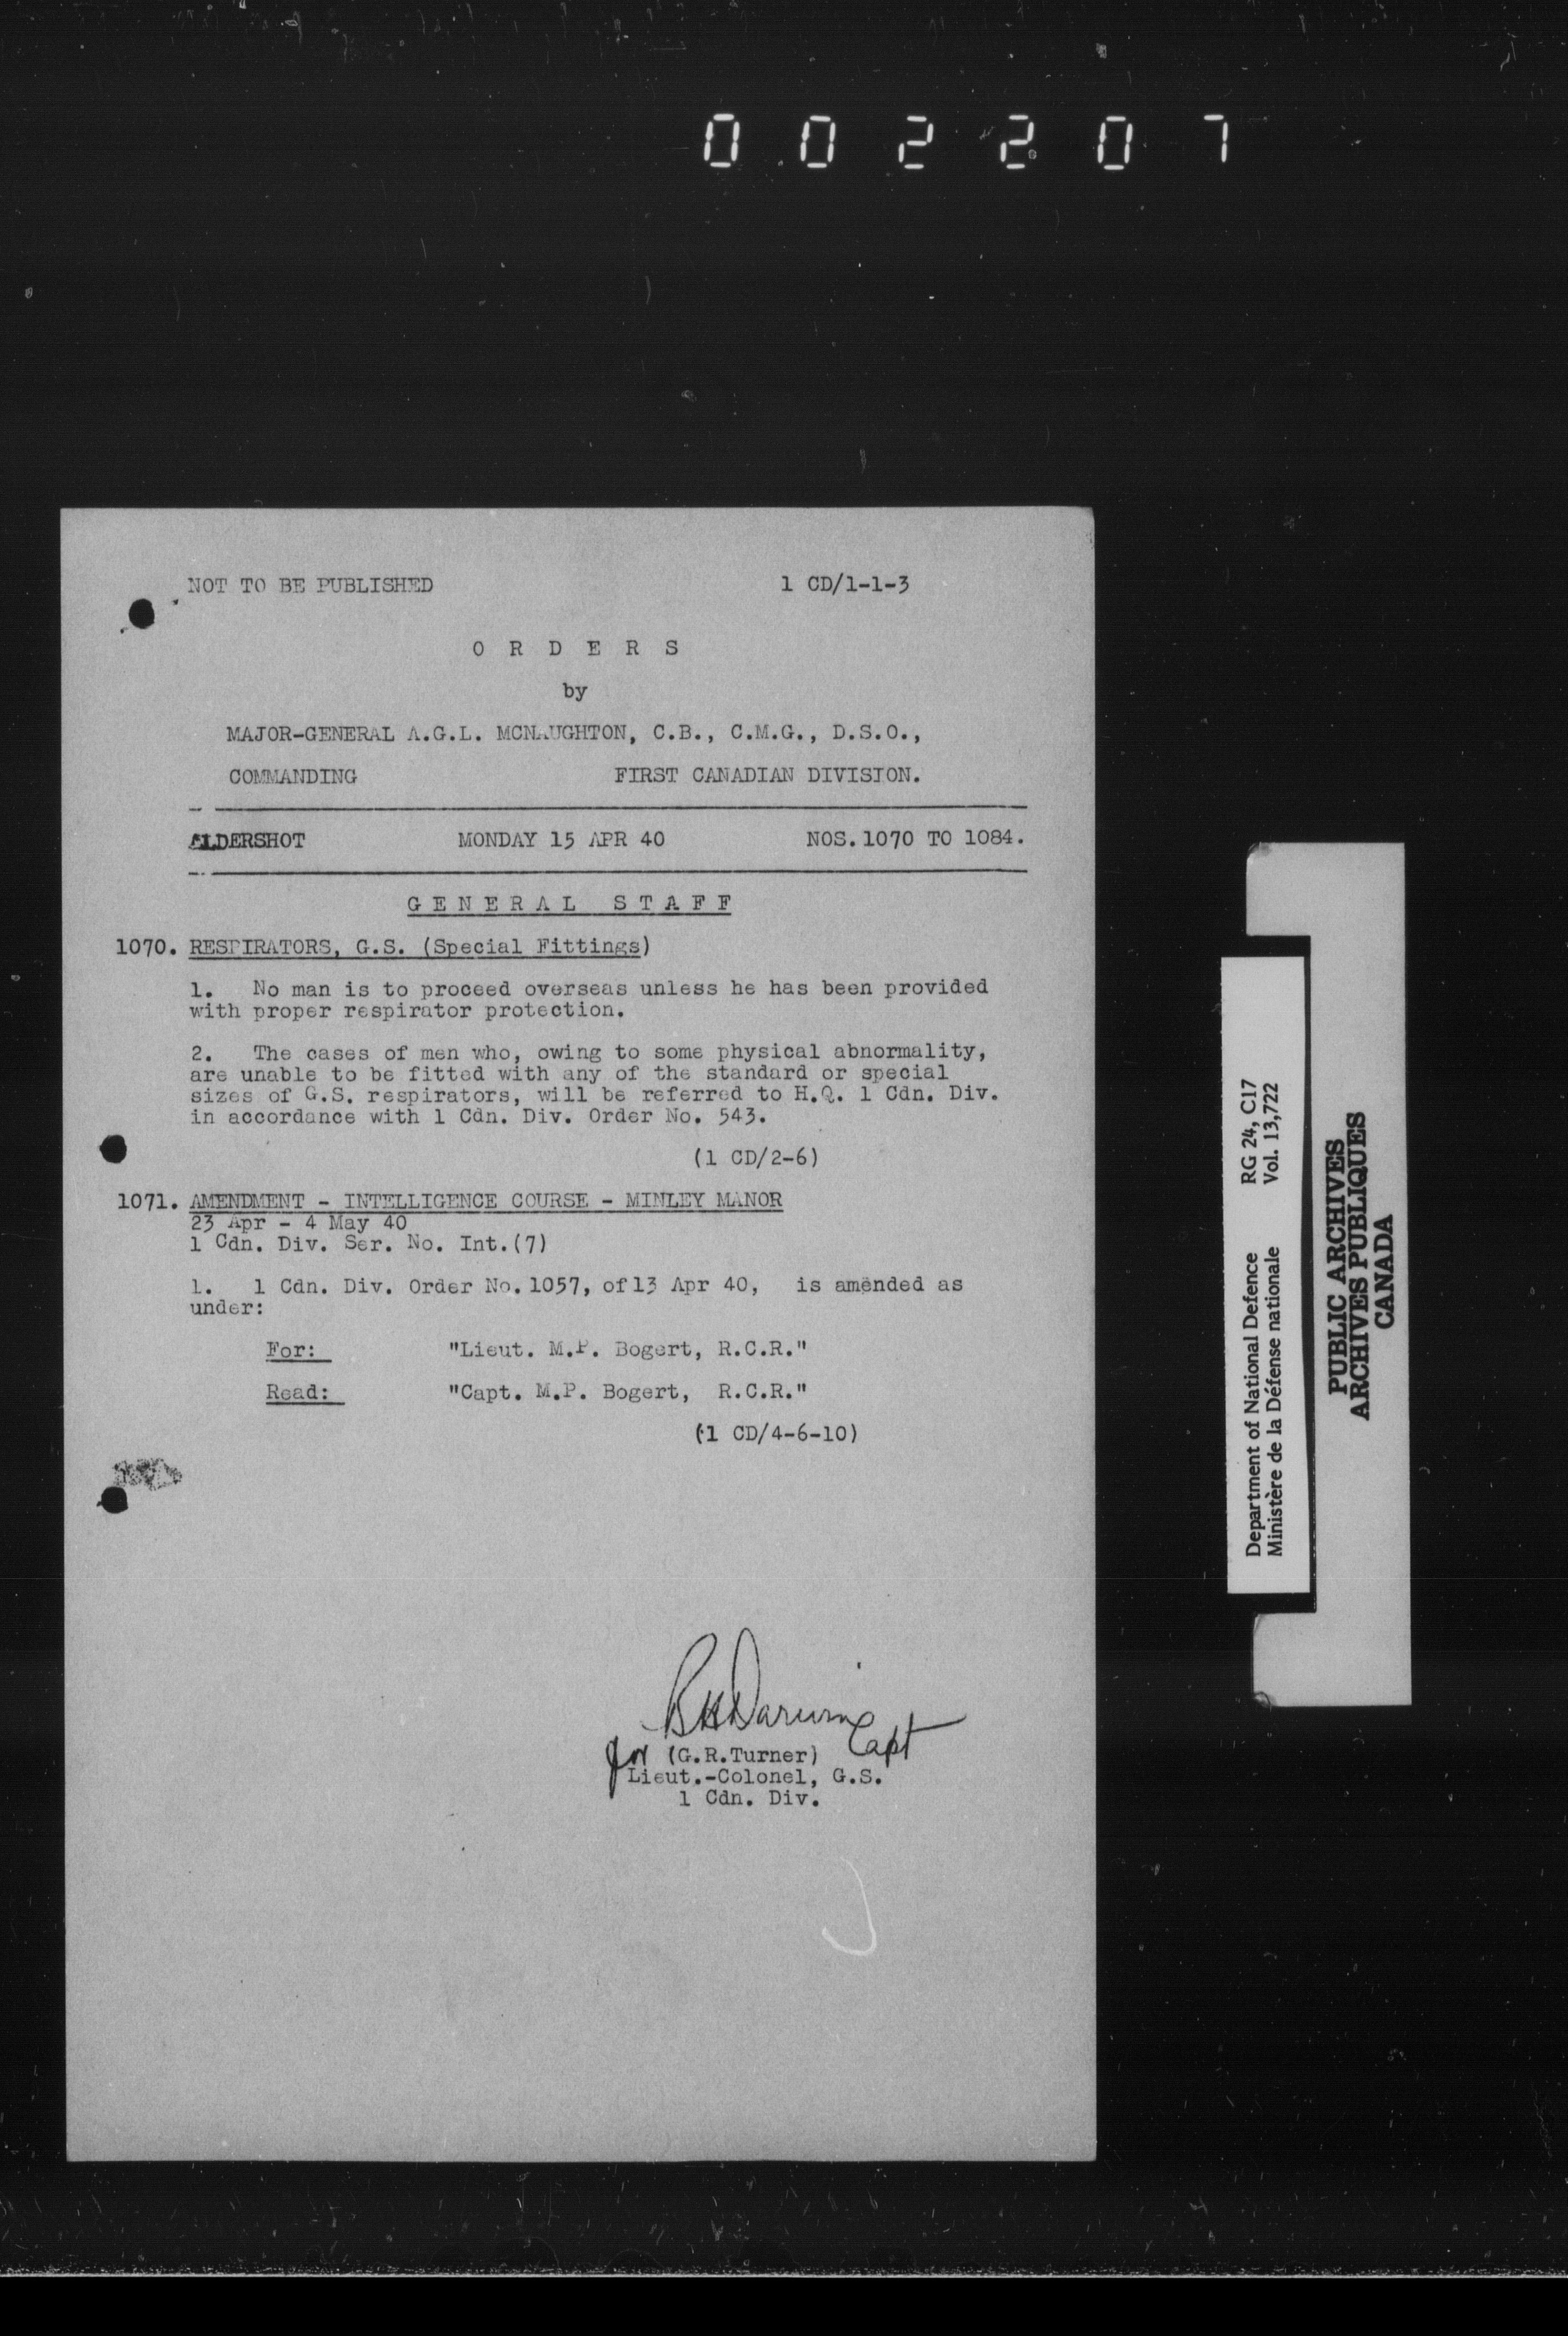 002207
NOT TO BE PUBLISHED 1 CD/1-1-3
O R D E R S
by
MAJOR-GENERAL A.G.L. MCNAUGHTON, C.B., C.M.G., D.S.O.,
COMMANDING FIRST CANADIAN DIVISION.
ALDERSHOT MONDAY 15 APR 40 NOS. 1070 TO 1084.
G E N E R A L S T A F F
1070. RESPIRATORS, G.S. (Special Fittings)
1. No man is to proceed overseas unless he has been provided
with proper respirator protection.
2. The cases of men who, owing to some physical abnormality,
are unable to be fitted with any of the standard or special
sizes of G.S. respirators, will be referred to H.Q. 1 Cdn. Div.
in accordance with 1 Cdn. Div. Order No. 543.
(1 CD/2-6)
1071. AMENDMENT - INTELLIGENCE COURSE - MINLEY MANOR
23 Apr - 4 May 40
1 Cdn. Div. Ser. No. Int.(7)
1. 1 Cdn. Div. Order No. 1057, of 13 Apr 40, is amended as
under:
For: "Lieut. M.P. Bogert, R.C.R."
Read: "Capt. M.P. Bogert, R.C.R."
(1 CD/4-6-10)
Capt
for (G.R.Turner)
Lieut.-Colonel, G.S.
1 Cdn. Div.
Department of National Defence RG 24, C17
Ministère de la Défense nationale Vol. 13,722
PUBLIC ARCHIVES
ARCHIVES PUBLIQUES
CANADA